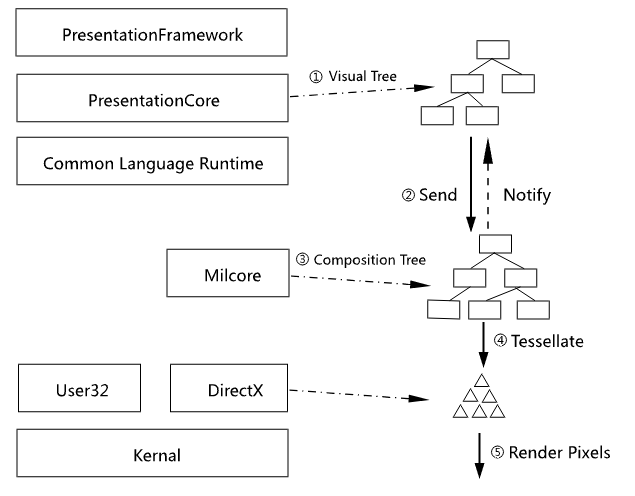 PresentationFramework
① Visual Tree
PresentationCore
Common Language Runtime
② Send
Notify
③ Composition Tree
Milcore
④ Tessellate
User32
DirectX
⑤ Render Pixels
Kernal